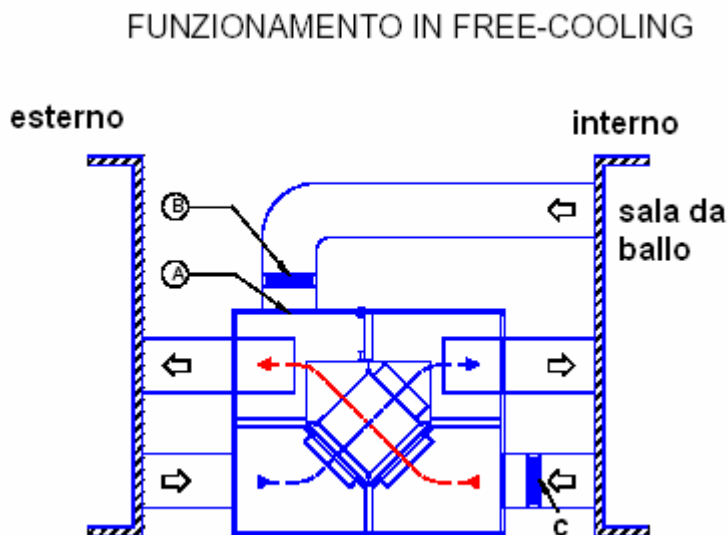 FUNZIONAMENTO IN FREE-COOLING
esterno
interno
B
sala da
ballo
A
C